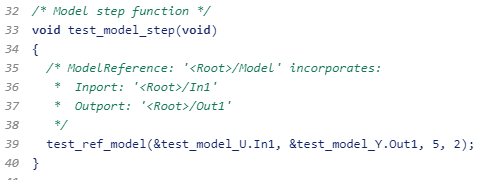 32 /* Model step function */
33 void test_model_step(void)
34 {
35 /* ModelReference: '<Root>/Model' incorporates:
36 * Inport: '<Root>/In1'
37 * Outport: '<Root>/Out1'
38 */
39 test_ref_model(&test_model_U.In1, &test_model_Y.Out1, 5, 2);
40 }